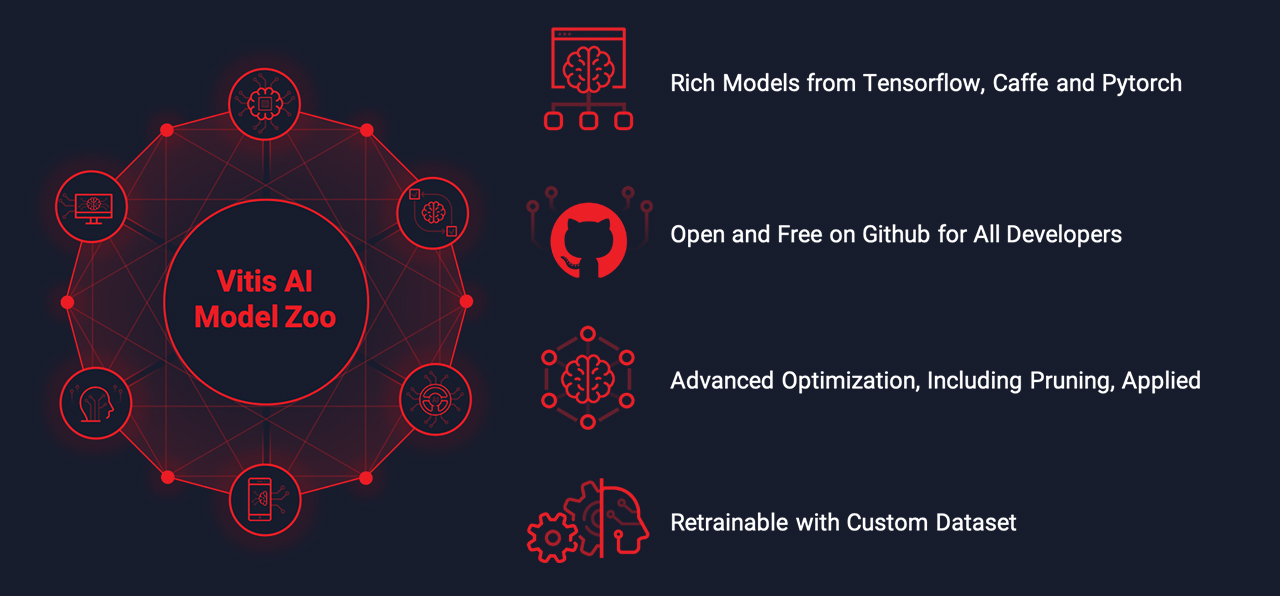 Vitis AI
Model Zoo
Rich Models from Tensorflow, Caffe and Pytorch
Open and Free on Github for All Developers
Advanced Optimization, Including Pruning, Applied
Retrainable with Custom Dataset